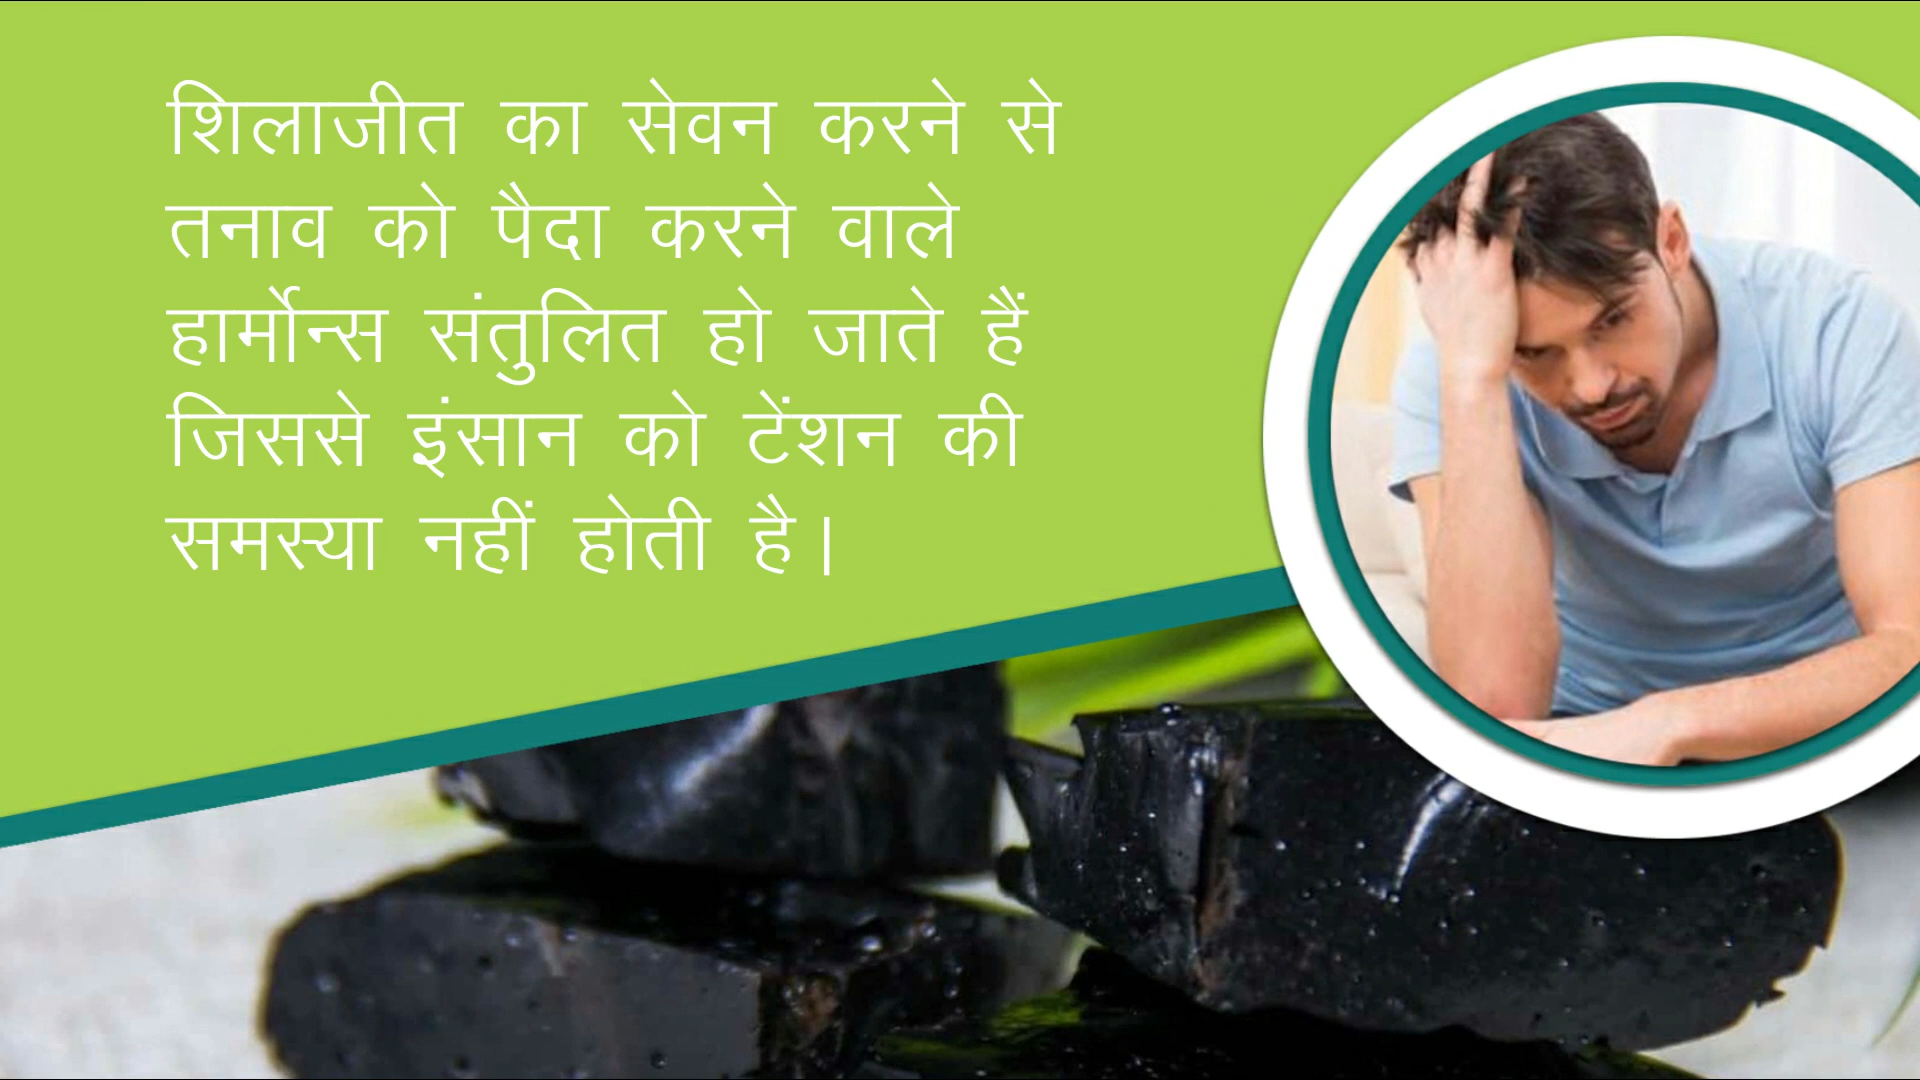 शिलाजीत का सेवन करने से
तनाव को पैदा करने वाले
हार्मोन्स संतुलित हो जाते हैं
जिससे इंसान को टेंशन की
समस्या नहीं होती है।